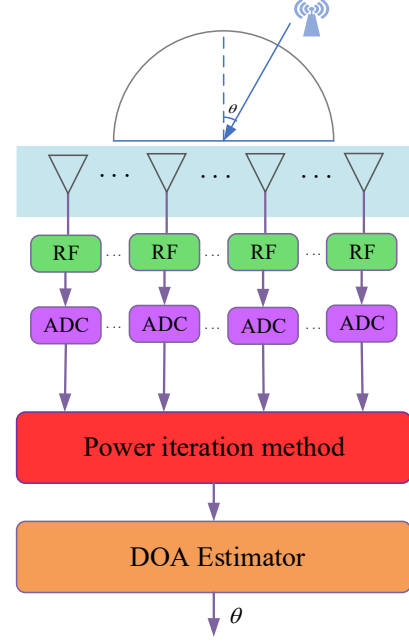 θ
... ... ...
RF ... RF ... RF ... RF
ADC ... ADC ... ADC ... ADC
Power iteration method
DOA Estimator
θ